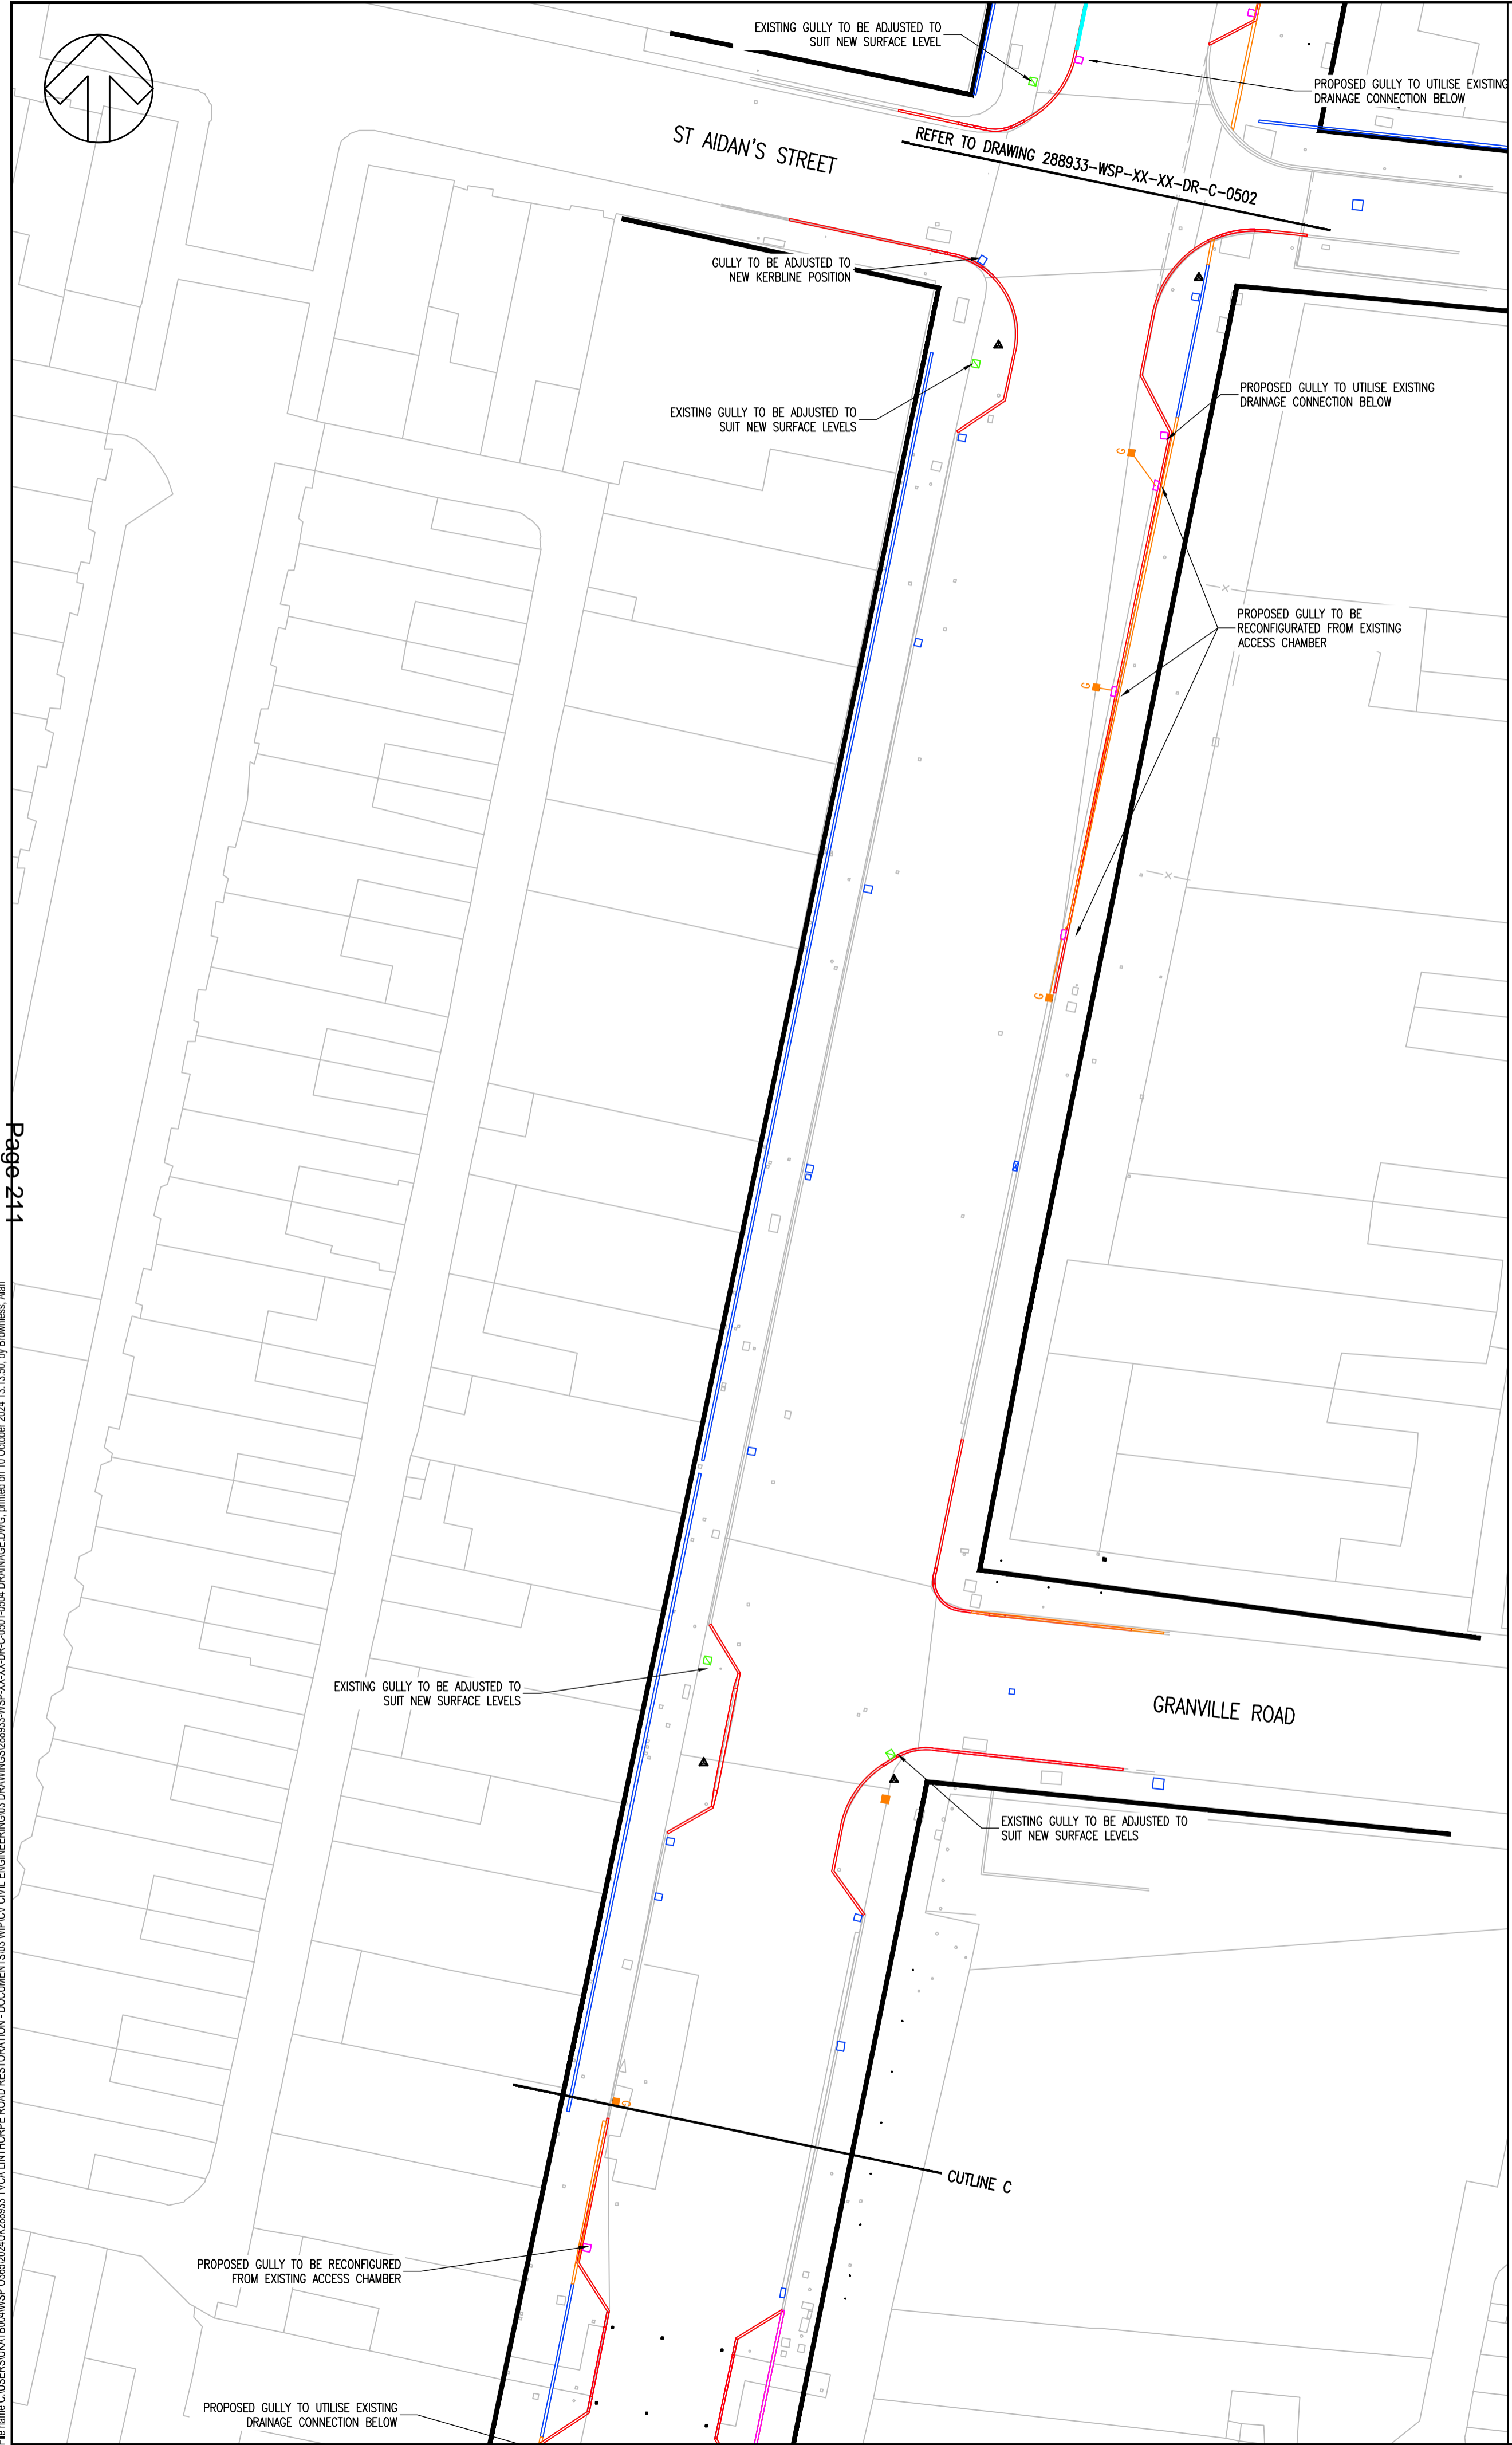 EXISTING GULLY TO BE ADJUSTED TO
SUIT NEW SURFACE LEVEL
PROPOSED GULLY TO UTILISE EXISTING
DRAINAGE CONNECTION BELOW
ST AIDAN'S STREET
REFER TO DRAWING 288933-WSP-XX-XX-DR-C-0502
GULLY TO BE ADJUSTED TO
NEW KERBLINE POSITION
EXISTING GULLY TO BE ADJUSTED TO
SUIT NEW SURFACE LEVELS
PROPOSED GULLY TO UTILISE EXISTING
DRAINAGE CONNECTION BELOW
G
PROPOSED GULLY TO BE
RECONFIGURATED FROM EXISTING
ACCESS CHAMBER
G
G
Page 211
EXISTING GULLY TO BE ADJUSTED TO
SUIT NEW SURFACE LEVELS
GRANVILLE ROAD
EXISTING GULLY TO BE ADJUSTED TO
SUIT NEW SURFACE LEVELS
G
CUTLINE C
PROPOSED GULLY TO BE RECONFIGURED
FROM EXISTING ACCESS CHAMBER
PROPOSED GULLY TO UTILISE EXISTING
DRAINAGE CONNECTION BELOW